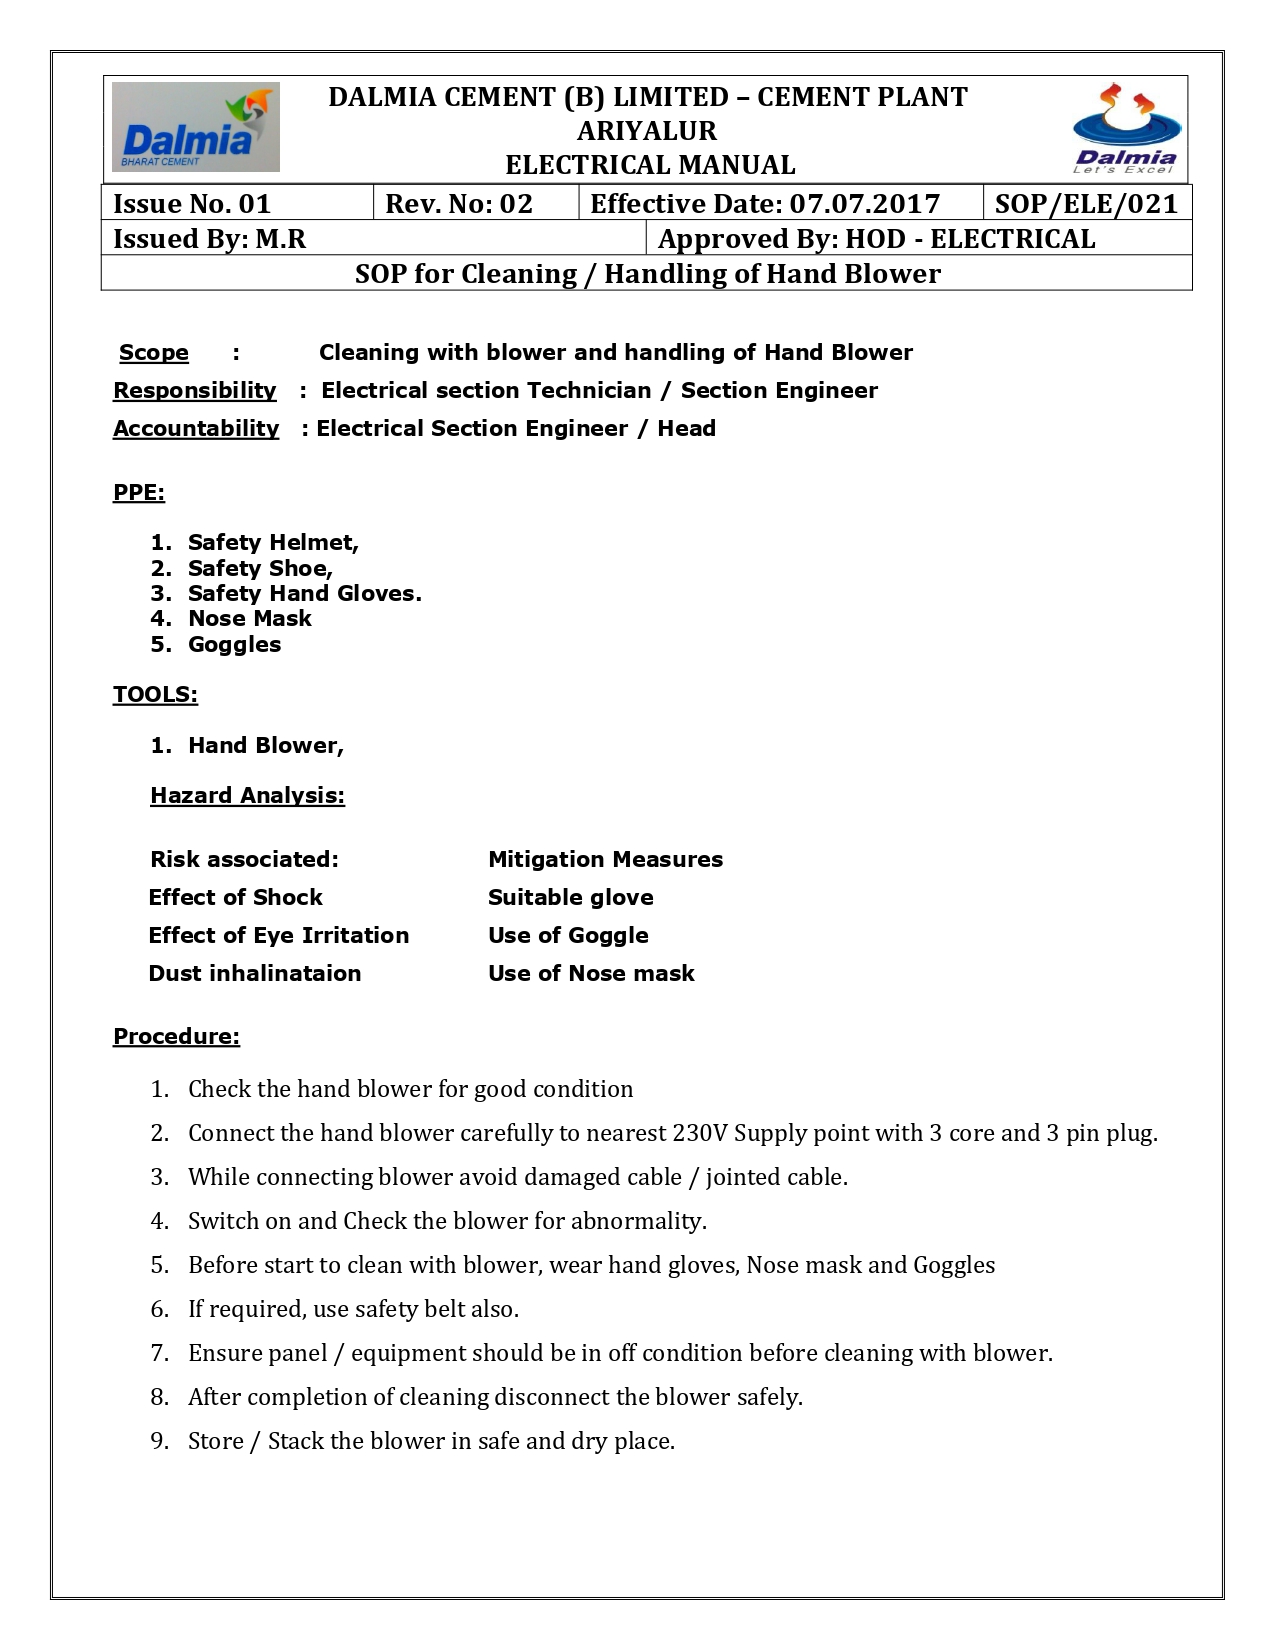 Dalmia
BHARAT CEMENT
DALMIA CEMENT (B) LIMITED – CEMENT PLANT
ARIYALUR
ELECTRICAL MANUAL
Dalmia
Let's Excel
Issue No. 01 Rev. No: 02 Effective Date: 07.07.2017 SOP/ELE/021
Issued By: M.R Approved By: HOD - ELECTRICAL
SOP for Cleaning / Handling of Hand Blower
Scope : Cleaning with blower and handling of Hand Blower
Responsibility : Electrical section Technician / Section Engineer
Accountability : Electrical Section Engineer / Head
PPE:
1. Safety Helmet,
2. Safety Shoe,
3. Safety Hand Gloves.
4. Nose Mask
5. Goggles
TOOLS:
1. Hand Blower,
Hazard Analysis:
Risk associated: Mitigation Measures
Effect of Shock Suitable glove
Effect of Eye Irritation Use of Goggle
Dust inhalinataion Use of Nose mask
Procedure:
1. Check the hand blower for good condition
2. Connect the hand blower carefully to nearest 230V Supply point with 3 core and 3 pin plug.
3. While connecting blower avoid damaged cable / jointed cable.
4. Switch on and Check the blower for abnormality.
5. Before start to clean with blower, wear hand gloves, Nose mask and Goggles
6. If required, use safety belt also.
7. Ensure panel / equipment should be in off condition before cleaning with blower.
8. After completion of cleaning disconnect the blower safely.
9. Store / Stack the blower in safe and dry place.